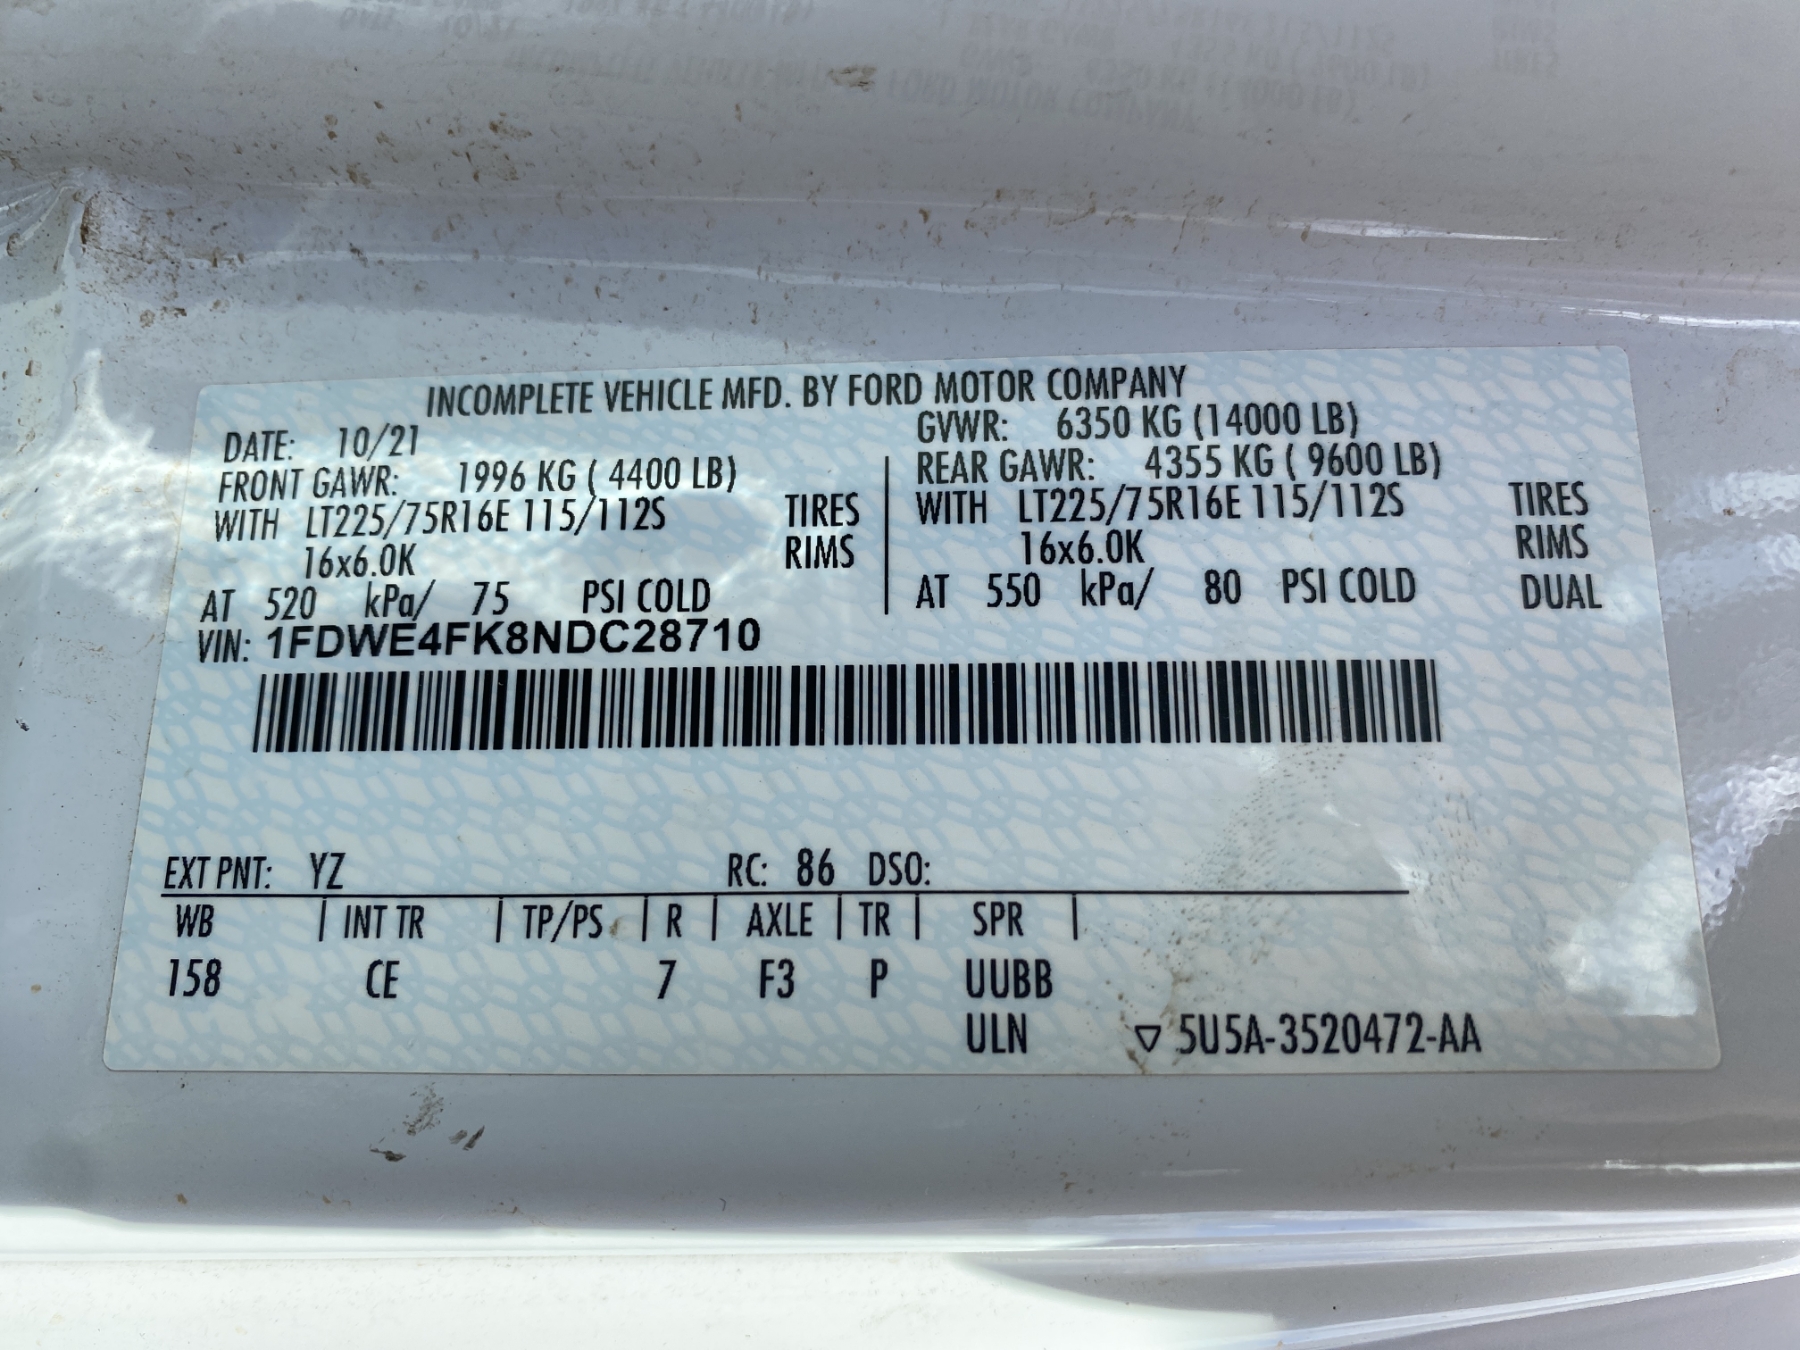 INCOMPLETE VEHICLE MFD. BY FORD MOTOR COMPANY
DATE: 10/21 GVWR: 6350 KG (14000 LB)
FRONT GAWR: 1996 KG ( 4400 LB) REAR GAWR: 4355 KG ( 9600 LB)
WITH LT225/75R16E 115/112S TIRES WITH LT225/75R16E 115/112S TIRES
16x6.0K RIMS 16x6.0K RIMS
AT 520 kPa/ 75 PSI COLD AT 550 kPa/ 80 PSI COLD DUAL
VIN: 1FDWE4FK8NDC28710
EXT PNT: YZ RC: 86 DSO:
WB | INT TR | TP/PS | R | AXLE | TR | SPR |
158 CE 7 F3 P UUBB
ULN ▽ 5U5A-3520472-AA